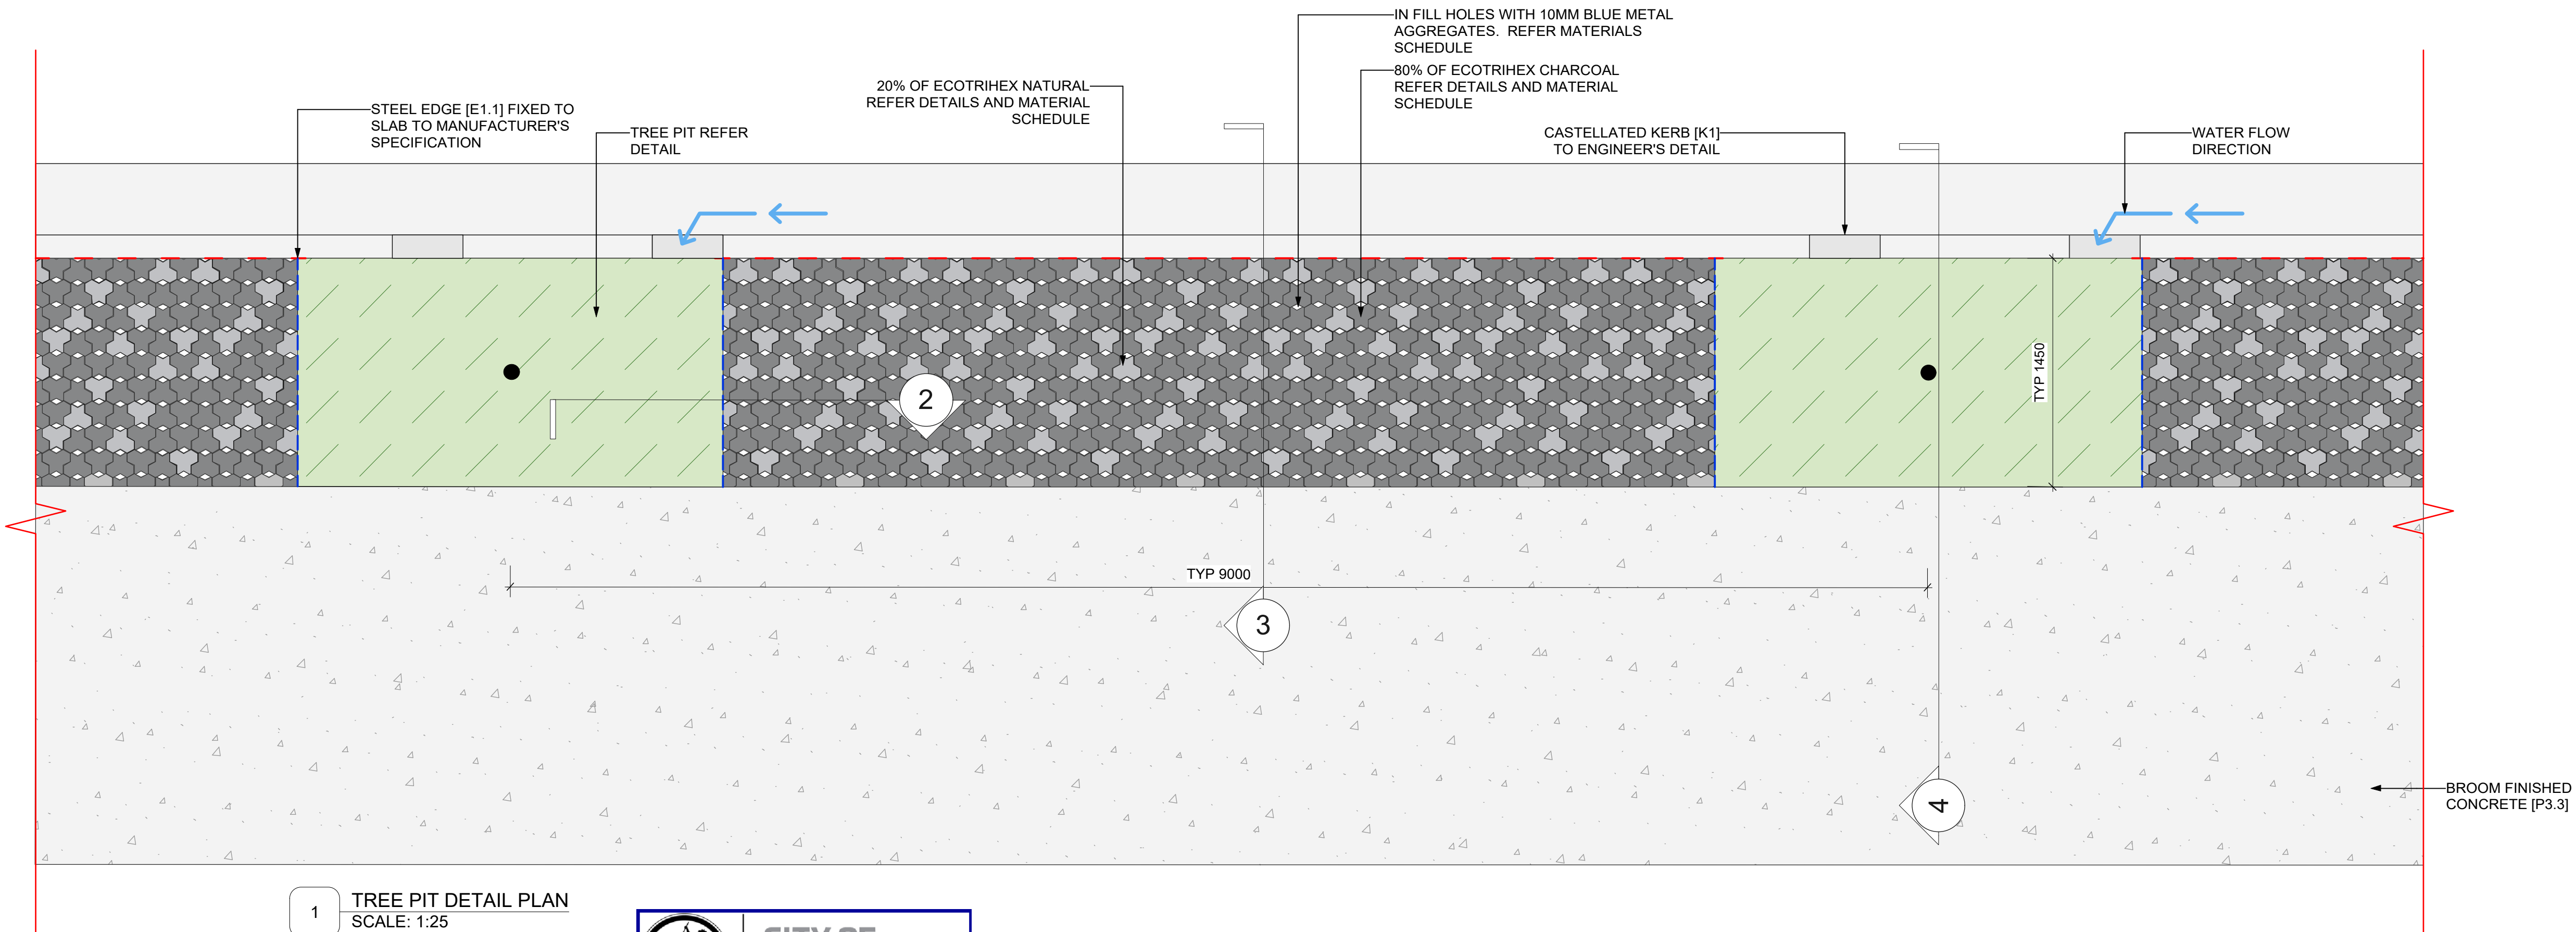 IN FILL HOLES WITH 10MM BLUE METAL
AGGREGATES. REFER MATERIALS
SCHEDULE
80% OF ECOTRIHEX CHARCOAL
REFER DETAILS AND MATERIAL
SCHEDULE
20% OF ECOTRIHEX NATURAL
REFER DETAILS AND MATERIAL
SCHEDULE
STEEL EDGE [E1.1] FIXED TO
SLAB TO MANUFACTURER'S
SPECIFICATION
TREE PIT REFER
DETAIL
CASTELLATED KERB [K1]
TO ENGINEER'S DETAIL
WATER FLOW
DIRECTION
TYP 1450
2
TYP 9000
3
4
BROOM FINISHED
CONCRETE [P3.3]
1
TREE PIT DETAIL PLAN
SCALE: 1:25
CITY OF